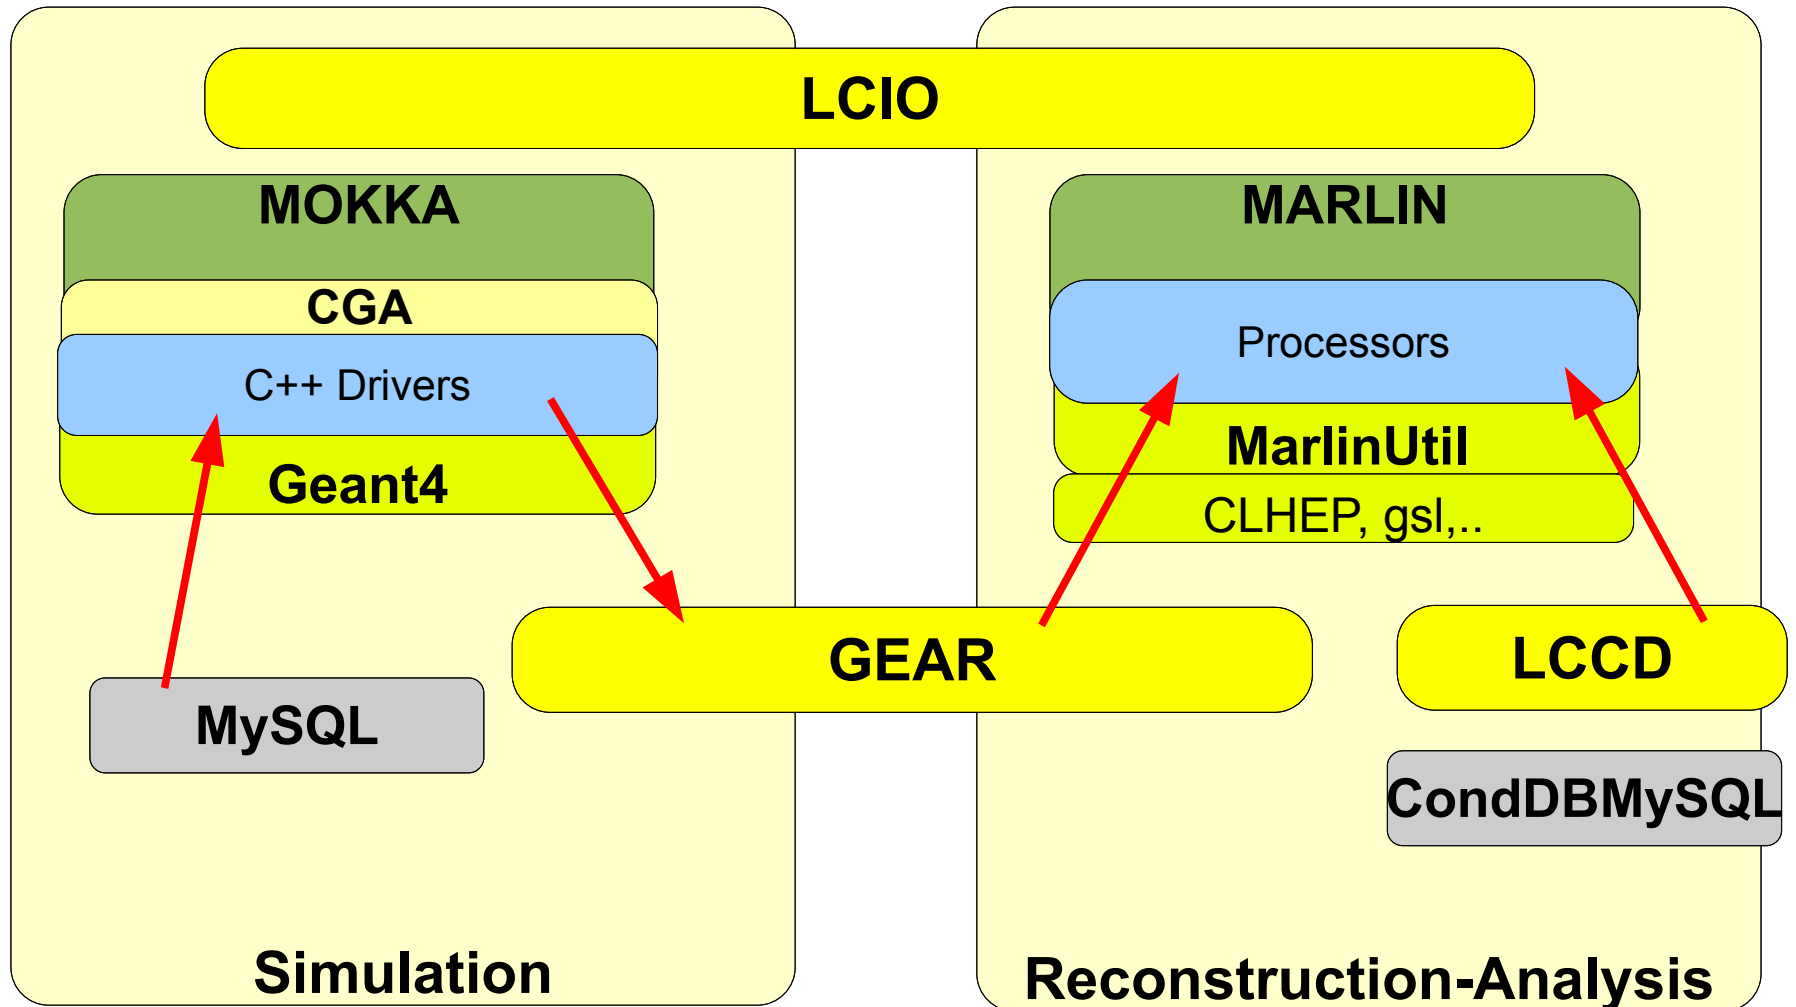 LCIO
MOKKA
CGA
C++ Drivers
Geant4
MySQL
Simulation
GEAR
MARLIN
Processors
MarlinUtil
CLHEP, gsl,..
LCCD
CondDBMySQL
Reconstruction-Analysis